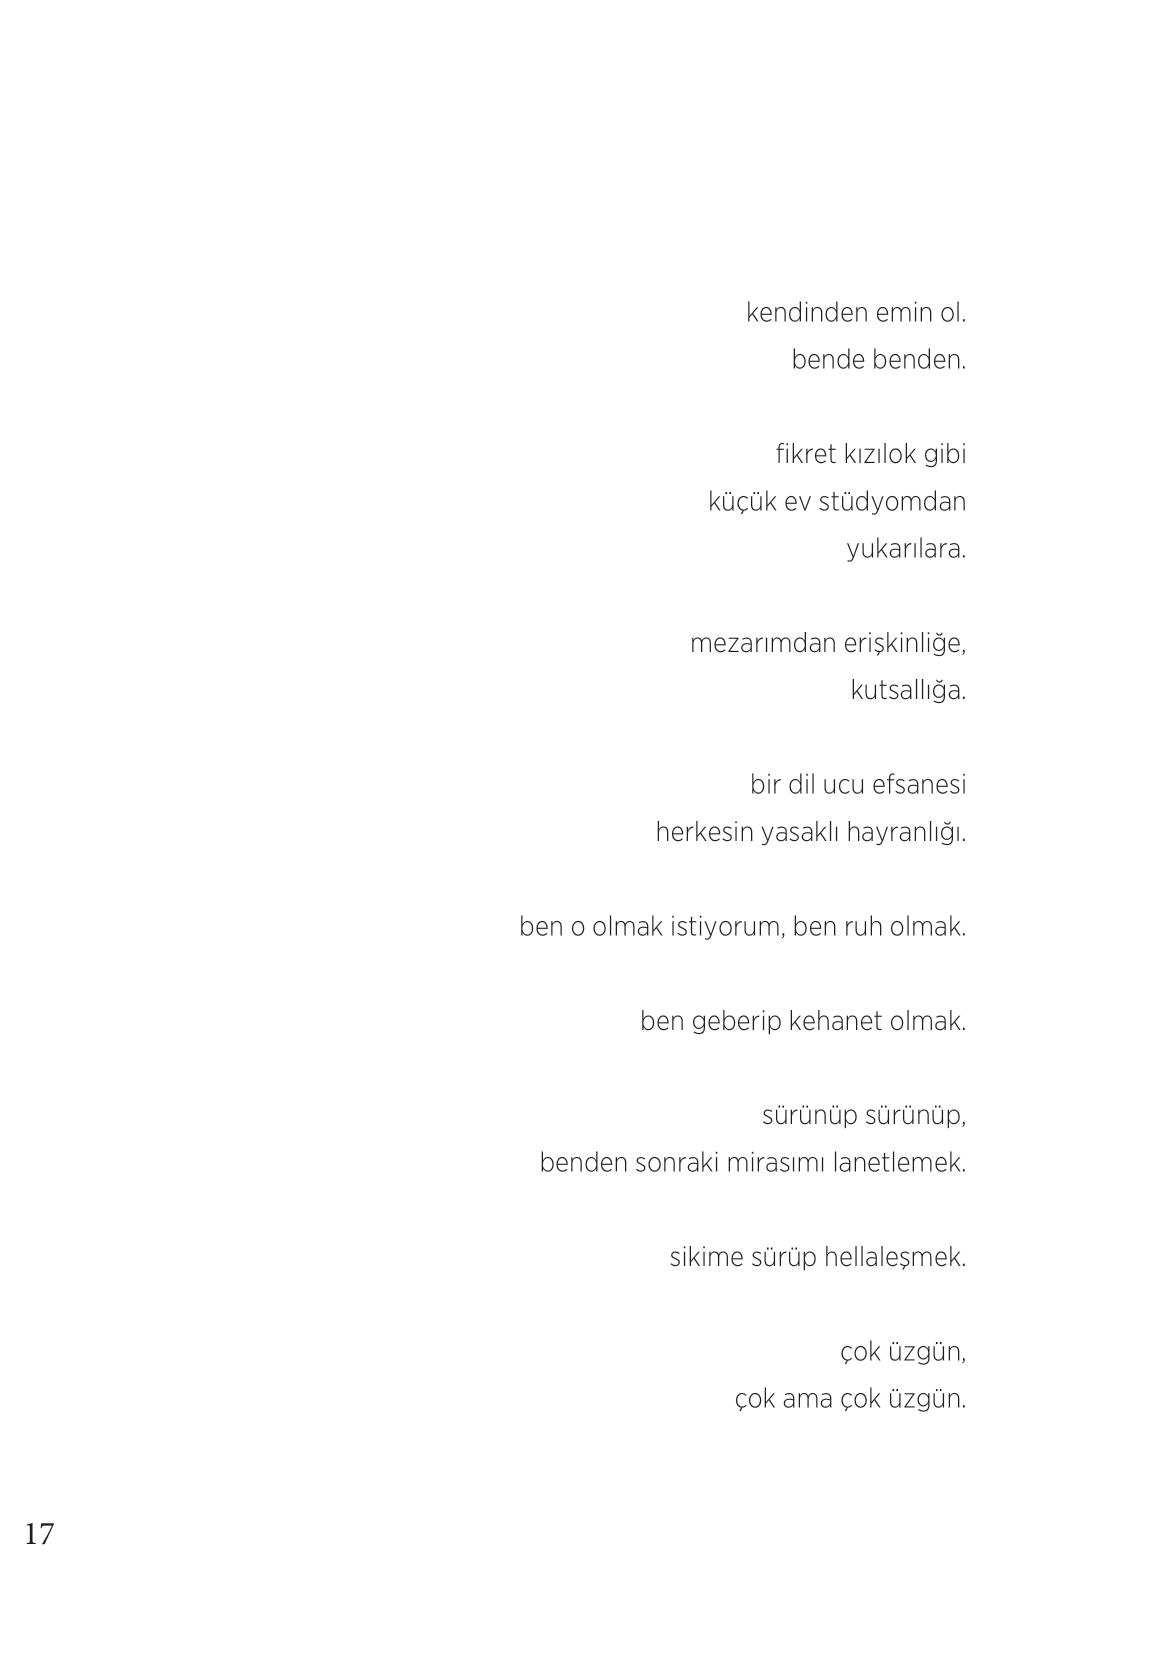 kendinden emin ol.
bende benden.
fikret kızılok gibi
küçük ev stüdyomdan
yukarılara.
mezarımdan erişkinliğe,
kutsallığa.
bir dil ucu efsanesi
herkesin yasaklı hayranlığı.
ben o olmak istiyorum, ben ruh olmak.
ben geberip kehanet olmak.
sürünüp sürünüp,
benden sonraki mirasımı lanetlemek.
sikime sürüp hellaleşmek.
çok üzgün,
çok ama çok üzgün.
17